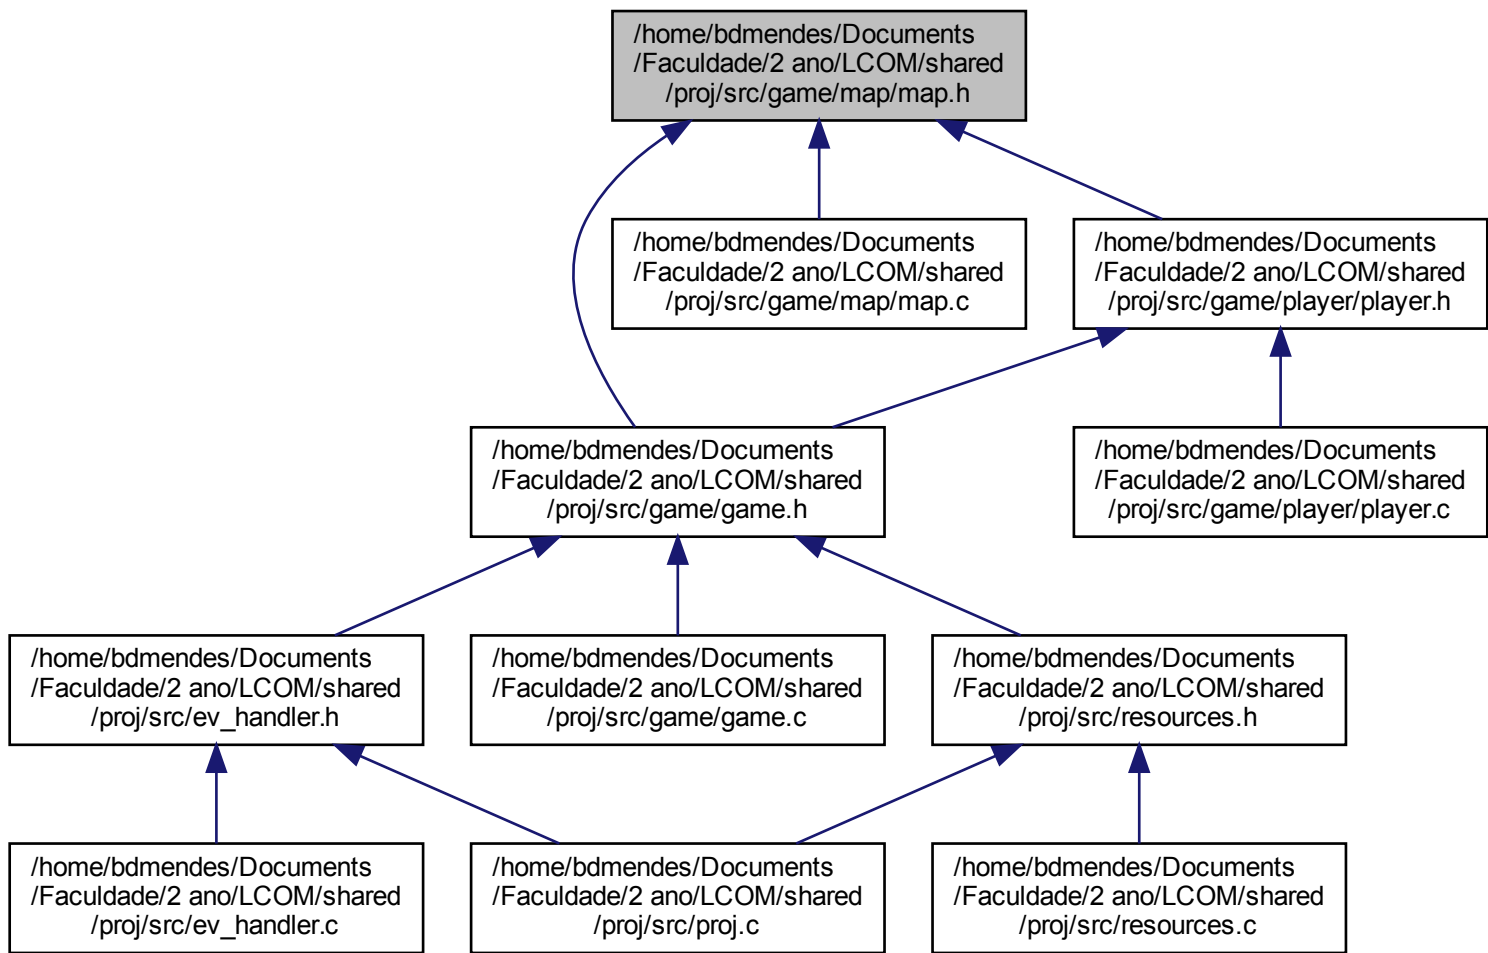 /home/bdmendes/Documents
/Faculdade/2 ano/LCOM/shared
/proj/src/game/map/map.h
/home/bdmendes/Documents
/Faculdade/2 ano/LCOM/shared
/proj/src/game/map/map.c
/home/bdmendes/Documents
/Faculdade/2 ano/LCOM/shared
/proj/src/game/player/player.h
/home/bdmendes/Documents
/Faculdade/2 ano/LCOM/shared
/proj/src/game/game.h
/home/bdmendes/Documents
/Faculdade/2 ano/LCOM/shared
/proj/src/game/player/player.c
/home/bdmendes/Documents
/Faculdade/2 ano/LCOM/shared
/proj/src/ev_handler.h
/home/bdmendes/Documents
/Faculdade/2 ano/LCOM/shared
/proj/src/game/game.c
/home/bdmendes/Documents
/Faculdade/2 ano/LCOM/shared
/proj/src/resources.h
/home/bdmendes/Documents
/Faculdade/2 ano/LCOM/shared
/proj/src/ev_handler.c
/home/bdmendes/Documents
/Faculdade/2 ano/LCOM/shared
/proj/src/proj.c
/home/bdmendes/Documents
/Faculdade/2 ano/LCOM/shared
/proj/src/resources.c